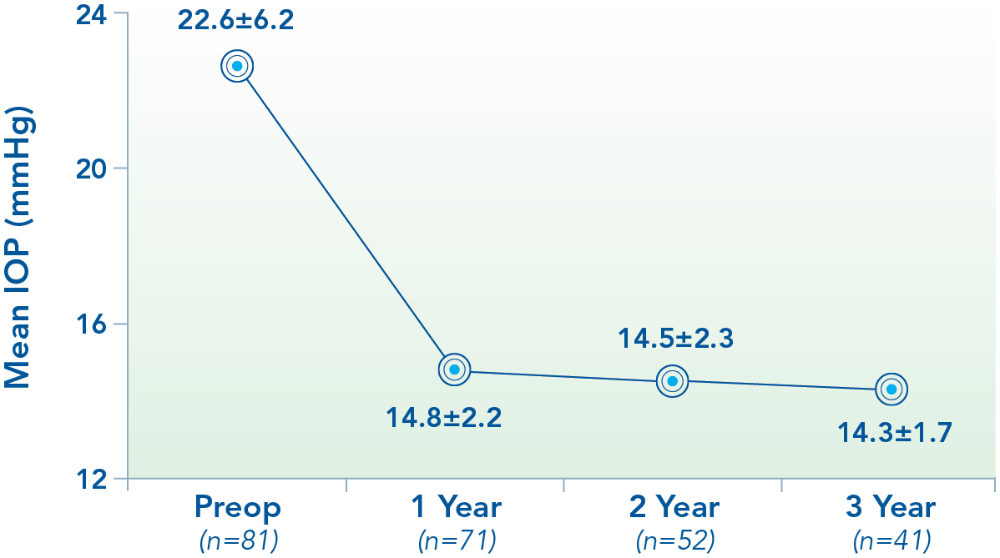 Mean IOP (mmHg)
24
20
16
12
22.6±6.2
14.8±2.2
14.5±2.3
14.3±1.7
Preop
(n=81)
1 Year
(n=71)
2 Year
(n=52)
3 Year
(n=41)